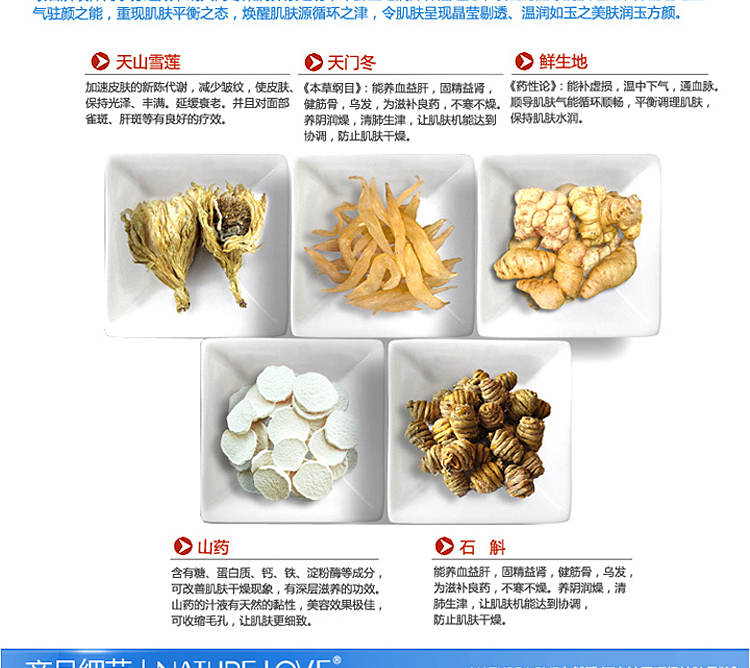 气驻颜之能，重现肌肤平衡之态，焕醒肌肤源循环之津，令肌肤呈现晶莹剔透、温润如玉之美肤润玉方颜。
天山雪莲
加速皮肤的新陈代谢，减少皱纹，使皮肤、
保持光泽、丰满。延缓衰老。并且对面部
雀斑、肝斑等有良好的疗效。
天门冬
《本草纲目》：能养血益肝，固精益肾，
健筋骨，乌发，为滋补良药，不寒不燥。
养阴润燥，清肺生津，让肌肤机能达到
协调，防止肌肤干燥。
鲜生地
《药性论》：能补虚损，温中下气，通血脉。
顺导肌肤气能循环顺畅，平衡调理肌肤，
保持肌肤水润。
山药
含有糖、蛋白质、钙、铁、淀粉酶等成分，
可改善肌肤干燥现象，有深层滋养的功效。
山药的汁液有天然的黏性，美容效果极佳，
可收缩毛孔，让肌肤更细致。
石 斛
能养血益肝，固精益肾，健筋骨，乌发，
为滋补良药，不寒不燥。养阴润燥，清
肺生津，让肌肤机能达到协调，
防止肌肤干燥。
产品细节 | NATURE LOVE®